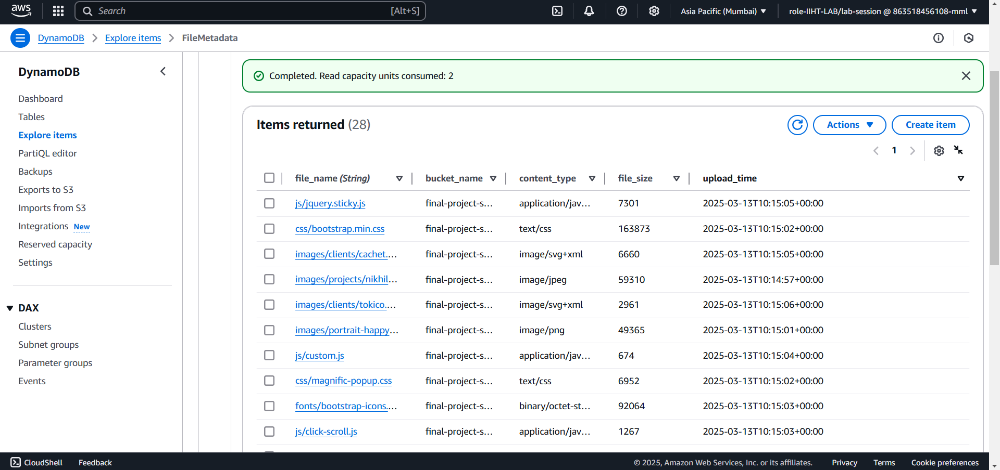 aws Search [Alt+S] Asia Pacific (Mumbai) role-IIHT-LAB/lab-session @ 863518456108-mml
DynamoDB Explore items FileMetadata
DynamoDB
Dashboard
Tables
Explore items
PartiQL editor
Backups
Exports to S3
Imports from S3
Integrations New
Reserved capacity
Settings
DAX
Clusters
Subnet groups
Parameter groups
Events
Completed. Read capacity units consumed: 2
Items returned (28) Actions Create item
1
file_name (String) bucket_name content_type file_size upload_time
js/jquery.sticky.js final-project-s... application/jav... 7301 2025-03-13T10:15:05+00:00
css/bootstrap.min.css final-project-s... text/css 163873 2025-03-13T10:15:02+00:00
images/clients/cachet.... final-project-s... image/svg+xml 6660 2025-03-13T10:15:05+00:00
images/projects/nikhil... final-project-s... image/jpeg 59310 2025-03-13T10:14:57+00:00
images/clients/tokico.... final-project-s... image/svg+xml 2961 2025-03-13T10:15:06+00:00
images/portrait-happy... final-project-s... image/png 49365 2025-03-13T10:15:01+00:00
js/custom.js final-project-s... application/jav... 674 2025-03-13T10:15:04+00:00
css/magnific-popup.css final-project-s... text/css 6952 2025-03-13T10:15:02+00:00
fonts/bootstrap-icons.... final-project-s... binary/octet-st... 92064 2025-03-13T10:15:03+00:00
js/click-scroll.js final-project-s... application/jav... 1267 2025-03-13T10:15:03+00:00
CloudShell Feedback © 2025, Amazon Web Services, Inc. or its affiliates. Privacy Terms Cookie preferences